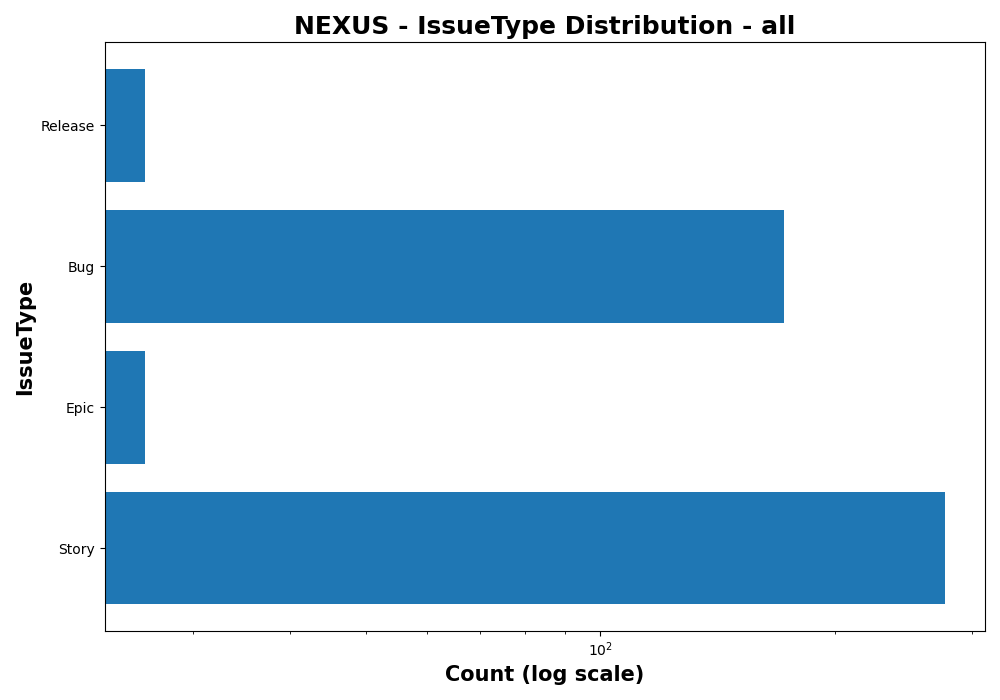 NEXUS - IssueType Distribution - all
Release
Bug
Epic
Story
IssueType
10²
Count (log scale)